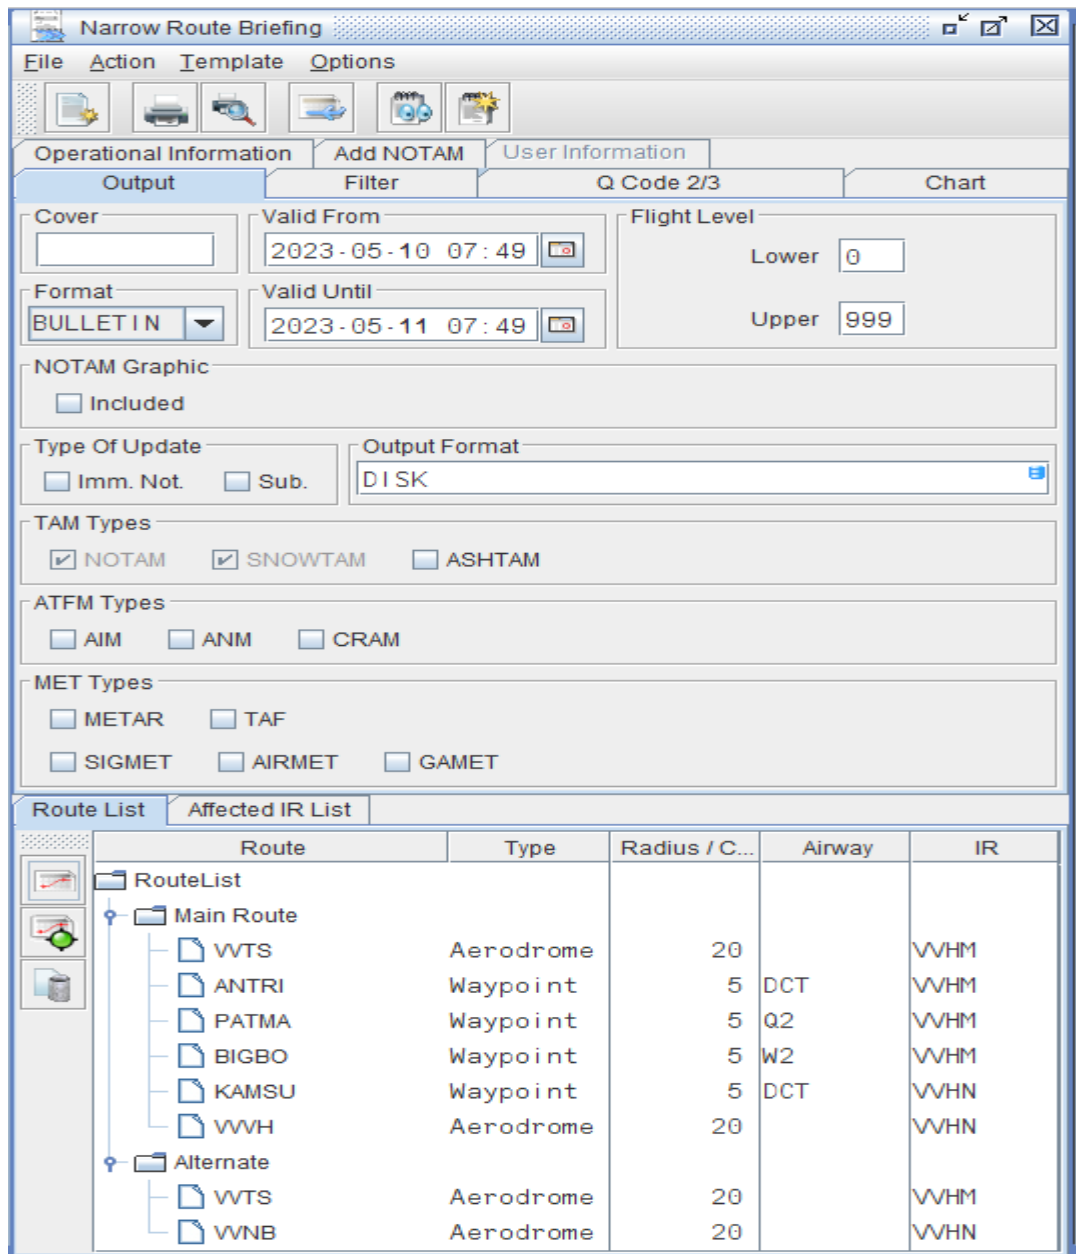 Narrow Route Briefing
File Action Template Options
Operational Information Add NOTAM User Information
Output Filter Q Code 2/3 Chart
Cover Valid From Flight Level
2023-05-10 07:49
Lower 0
Format Valid Until
BULLETIN 2023-05-11 07:49
Upper 999
NOTAM Graphic
Included
Type Of Update Output Format
Imm. Not. Sub. DISK
TAM Types
NOTAM SNOWTAM ASHTAM
ATFM Types
AIM ANM CRAM
MET Types
METAR TAF
SIGMET AIRMET GAMET
Route List Affected IR List
Route Type Radius / C... Airway IR
RouteList
Main Route
VVTS Aerodrome 20 VVHM
ANTRI Waypoint 5 DCT VVHM
PATMA Waypoint 5 Q2 VVHM
BIGBO Waypoint 5 W2 VVHM
KAMSU Waypoint 5 DCT VVHN
VVVH Aerodrome 20 VVHN
Alternate
VVTS Aerodrome 20 VVHM
VVNB Aerodrome 20 VVHN